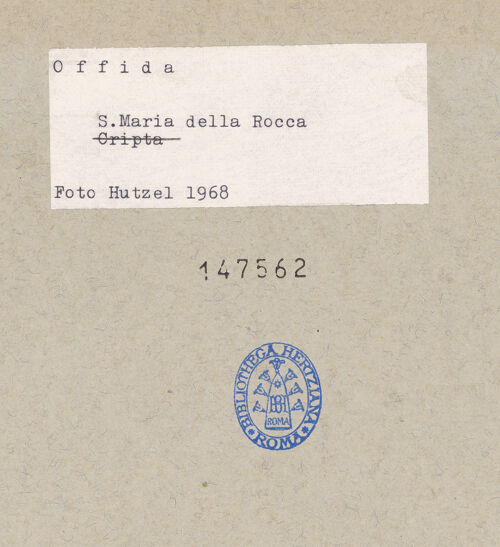 O f f i d a
S.Maria della Rocca
~~Cripta~~
Foto Hutzel 1968
147562
BIBLIOTHECA HERTZIANA
ROMA
ROMA